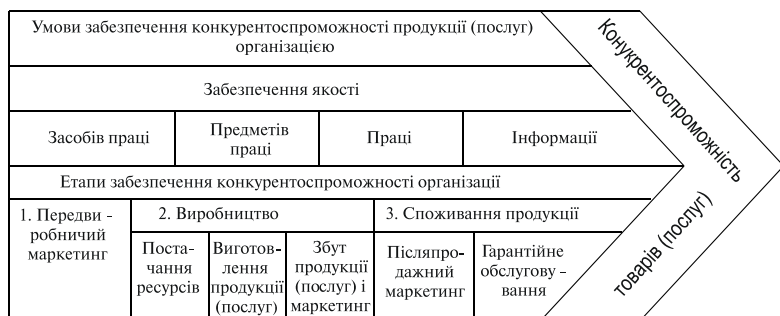 Умови забезпечення конкурентоспроможності продукції (послуг)
організацією
Забезпечення якості
Засобів праці
Предметів
праці
Праці
Інформації
Етапи забезпечення конкурентоспроможності організації
1. Передви -
робничий
маркетинг
2. Виробництво
Поста-
чання
ресурсів
Виготов-
лення
продукції
(послуг)
Збут
продукції
(послуг) і
маркетинг
3. Споживання продукції
Післяпро-
дажний
маркетинг
Гарантійне
обслугову -
вання
Конукрентоспроможність
товарів (послуг)